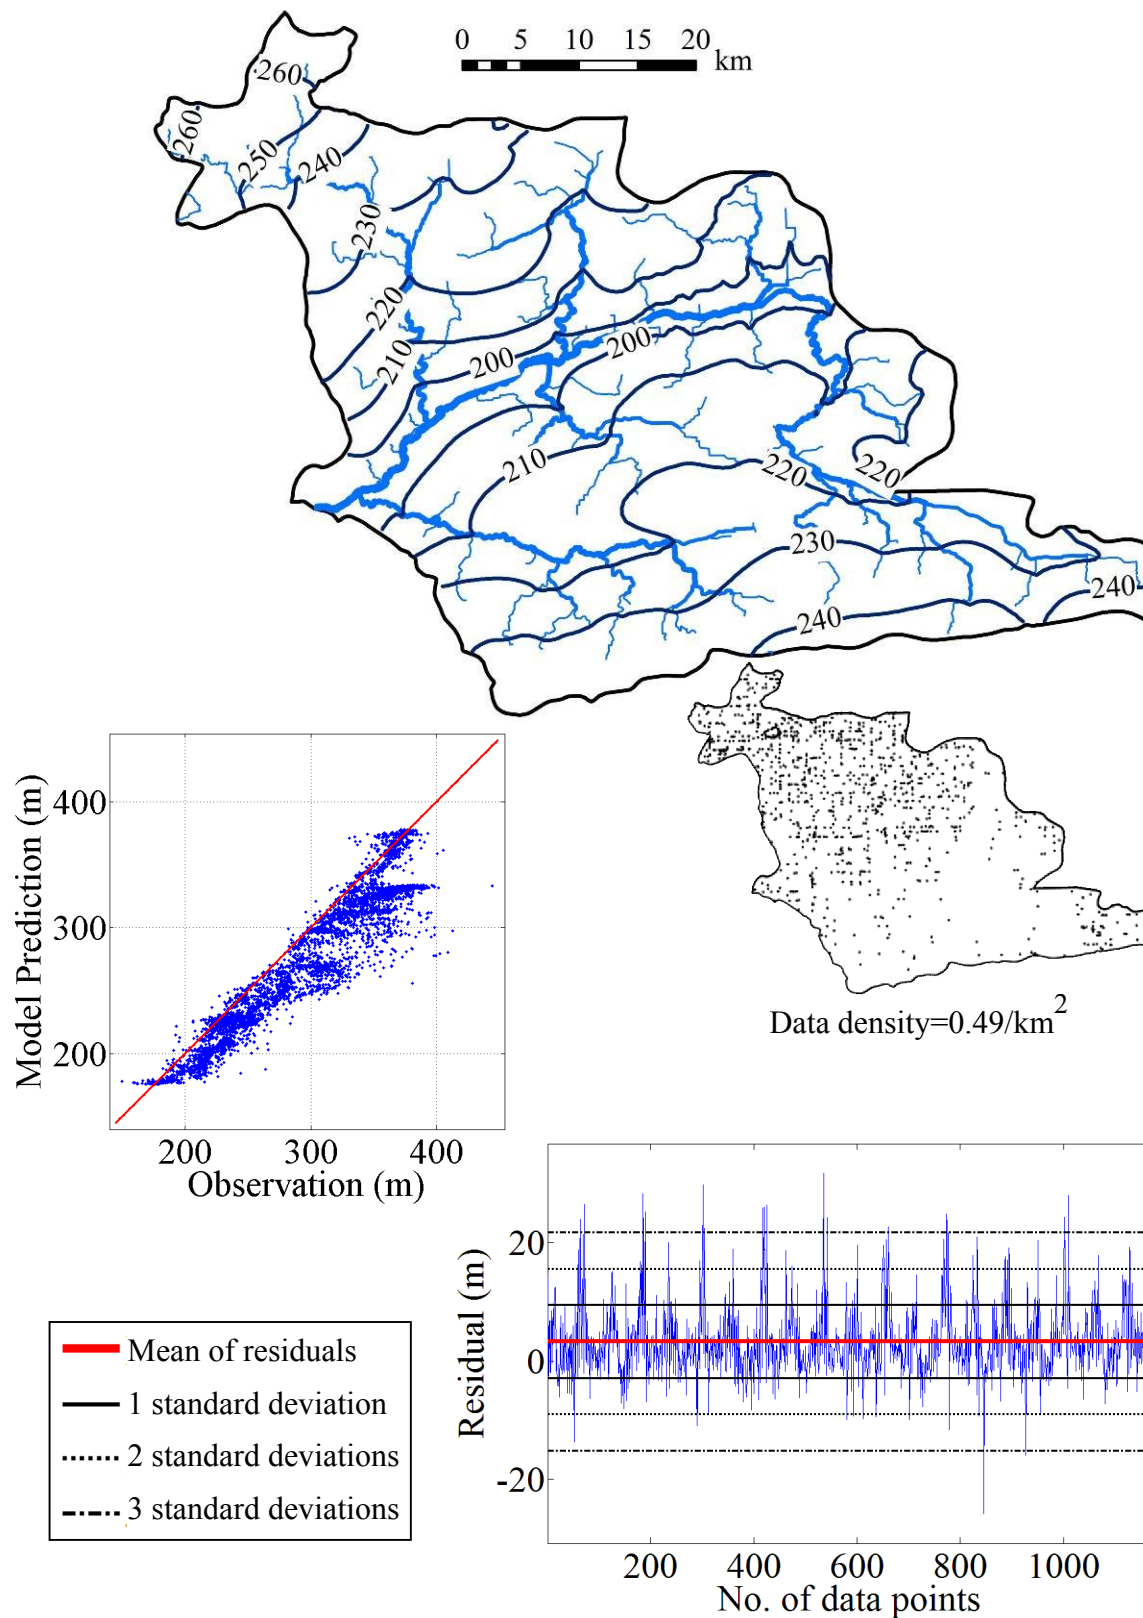 0 5 10 15 20
km
260
260
250
240
230
220
210
200
200
210
220
220
230
240
240
Data density=0.49/km2
Model Prediction (m)
400
300
200
200 300 400
Observation (m)
Residual (m)
20
0
-20
200 400 600 800 1000
No. of data points
Mean of residuals
1 standard deviation
2 standard deviations
3 standard deviations